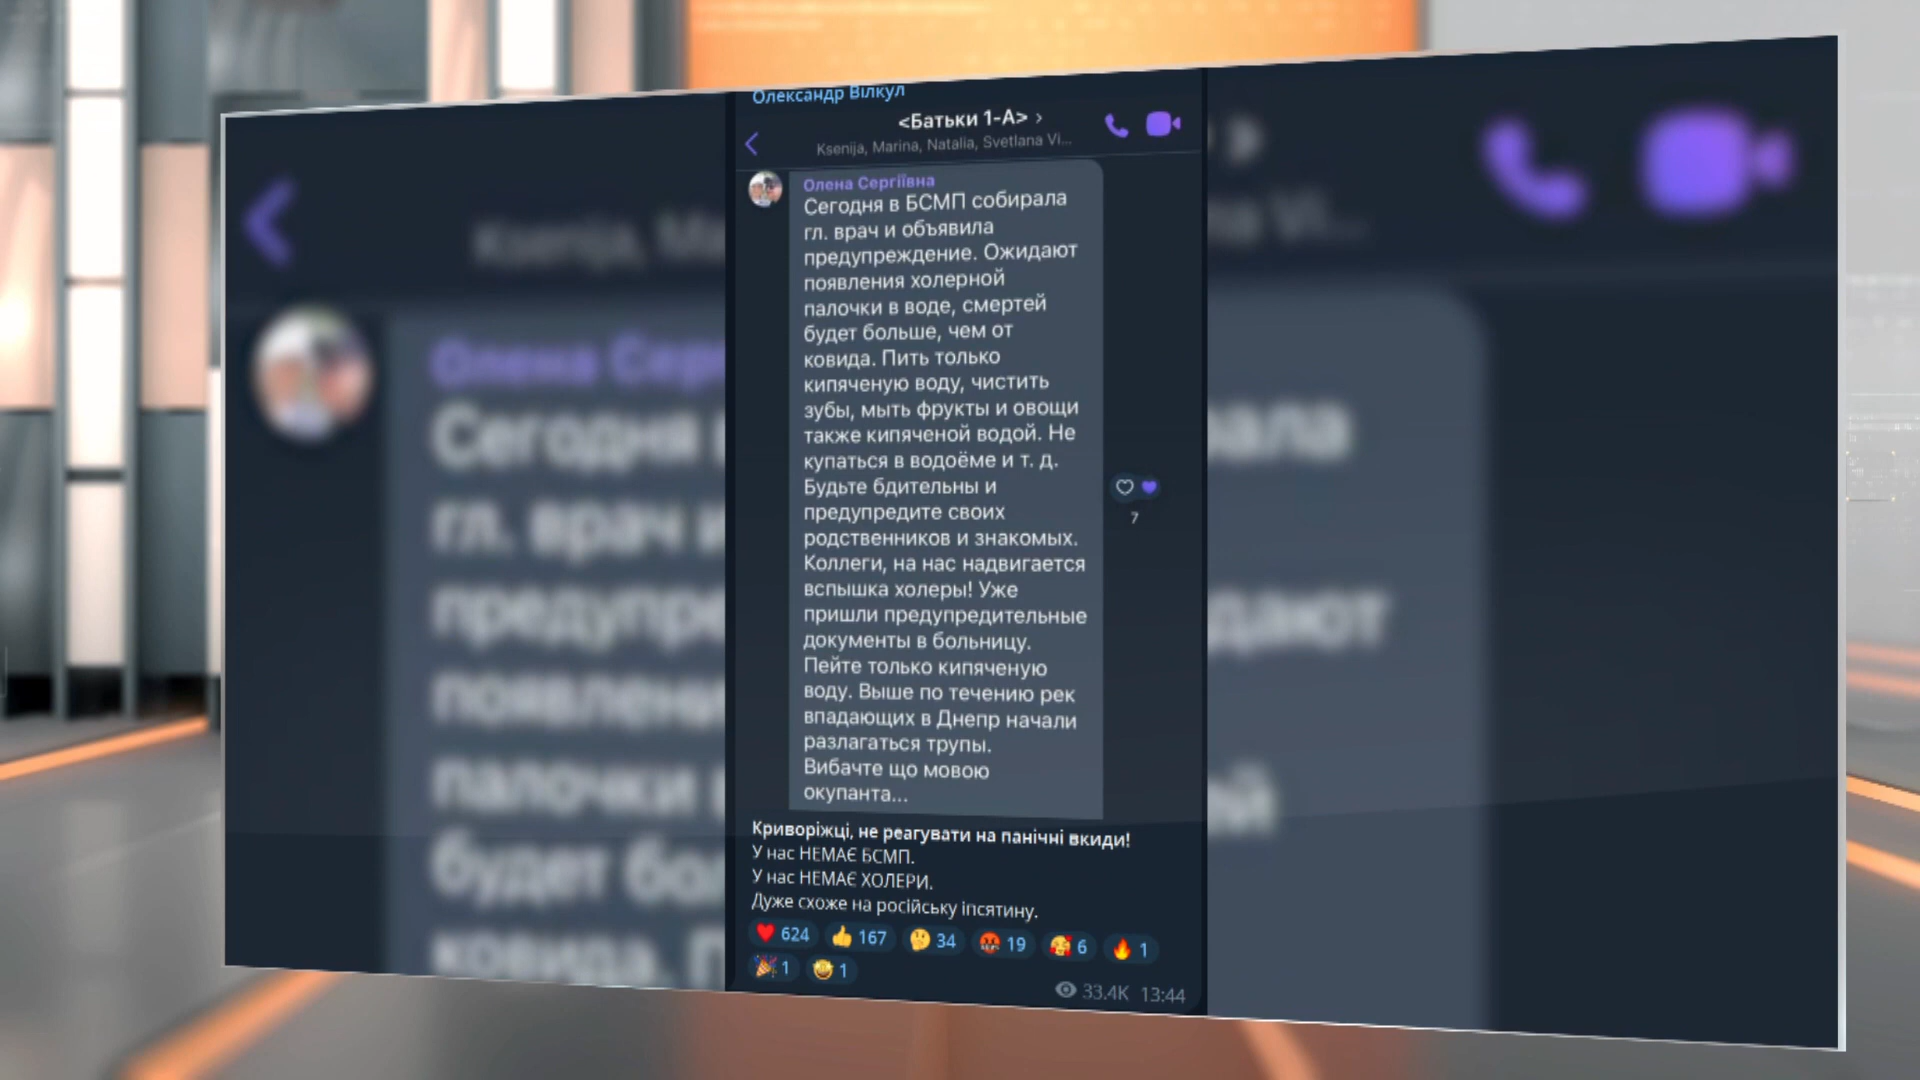 Олександр Вілкул
<Батьки 1-А> ›
Ksenija, Marina, Natalia, Svetlana Vi...
Олена Сергіївна
Сегодня в БСМП собирала
гл. врач и объявила
предупреждение. Ожидают
появления холерной
палочки в воде, смертей
будет больше, чем от
ковида. Пить только
кипяченую воду, чистить
зубы, мыть фрукты и овощи
также кипяченой водой. Не
купаться в водоёме и т. д.
Будьте бдительны и
предупредите своих
родственников и знакомых.
Коллеги, на нас надвигается
вспышка холеры! Уже
пришли предупредительные
документы в больницу.
Пейте только кипяченую
воду. Выше по течению рек
впадающих в Днепр начали
разлагаться трупы.
Вибачте що мовою
окупанта...
7
Криворіжці, не реагувати на панічні вкиди!
У нас НЕМАЄ БСМП.
У нас НЕМАЄ ХОЛЕРИ.
Дуже схоже на російську іпсятину.
624 167 34 19 6 1
1 1
33.4K 13:44